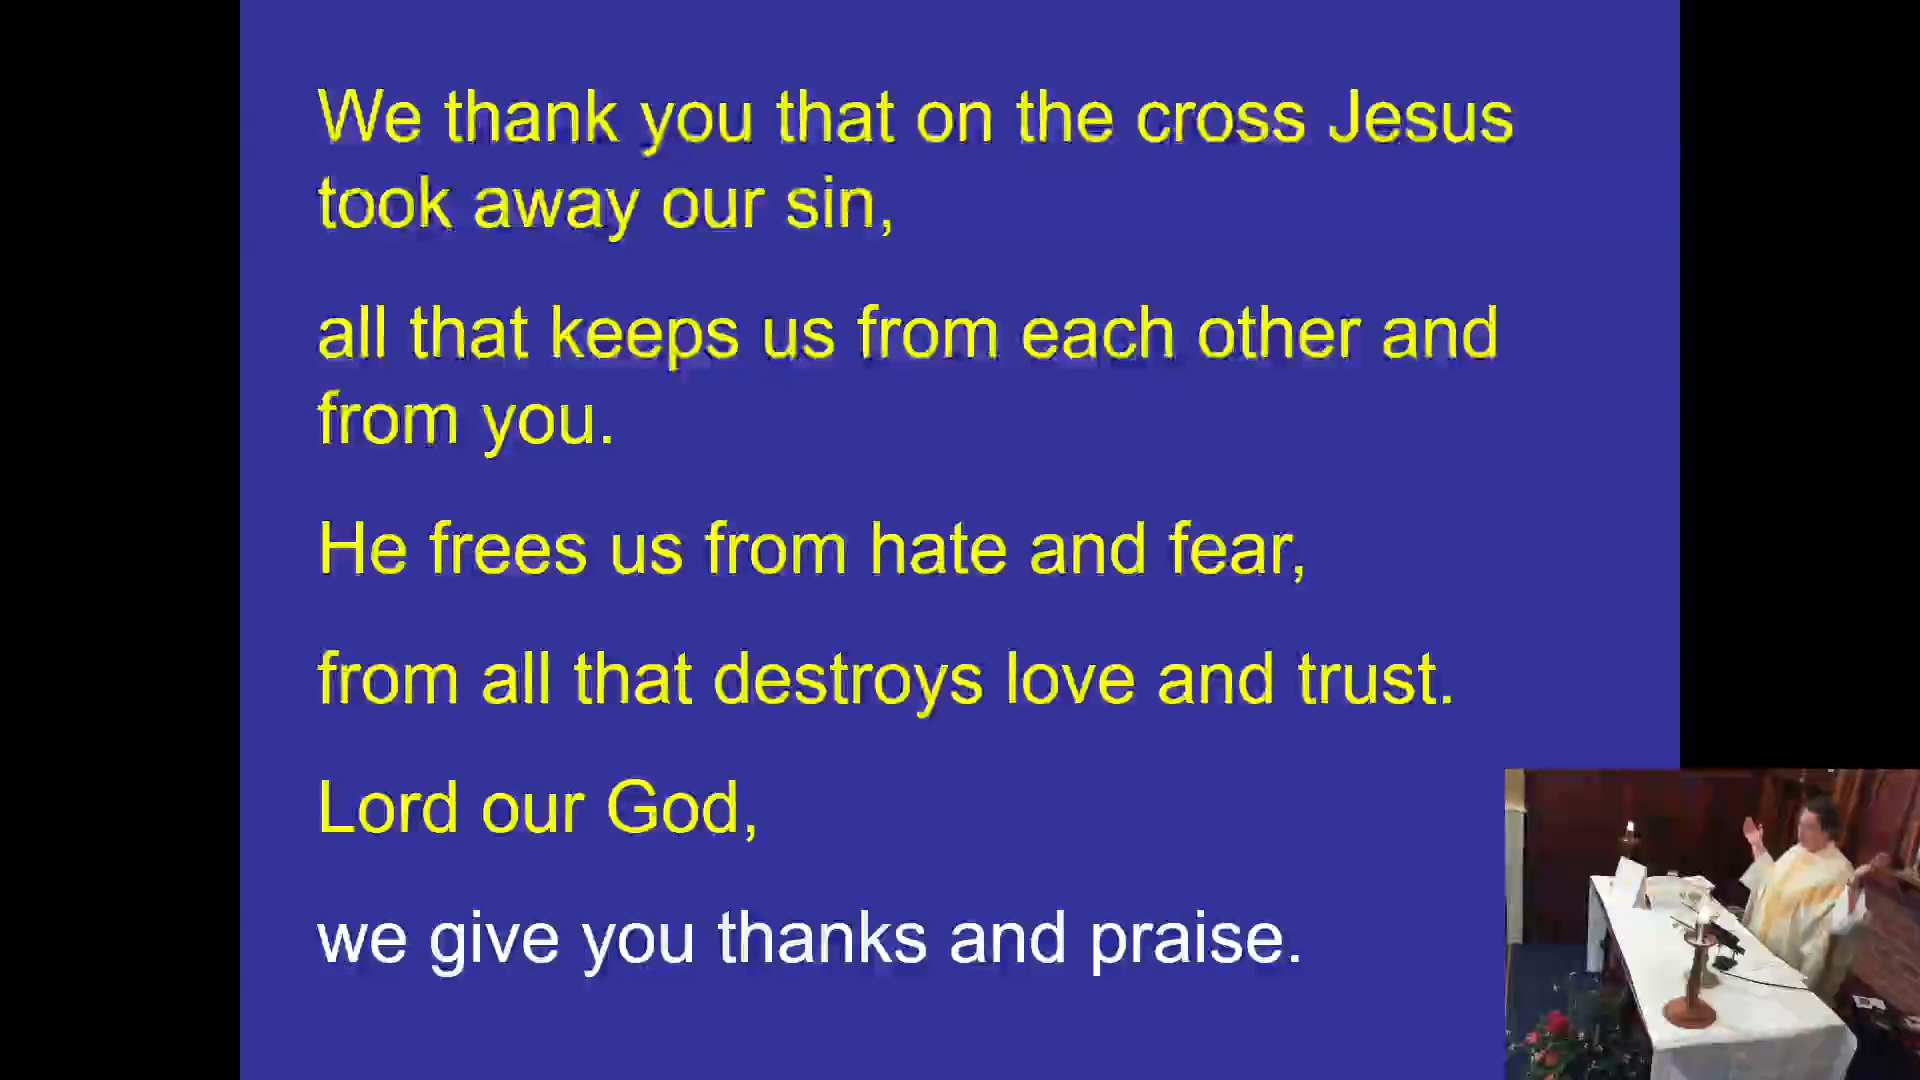 We thank you that on the cross Jesus
took away our sin,
all that keeps us from each other and
from you.
He frees us from hate and fear,
from all that destroys love and trust.
Lord our God,
we give you thanks and praise.